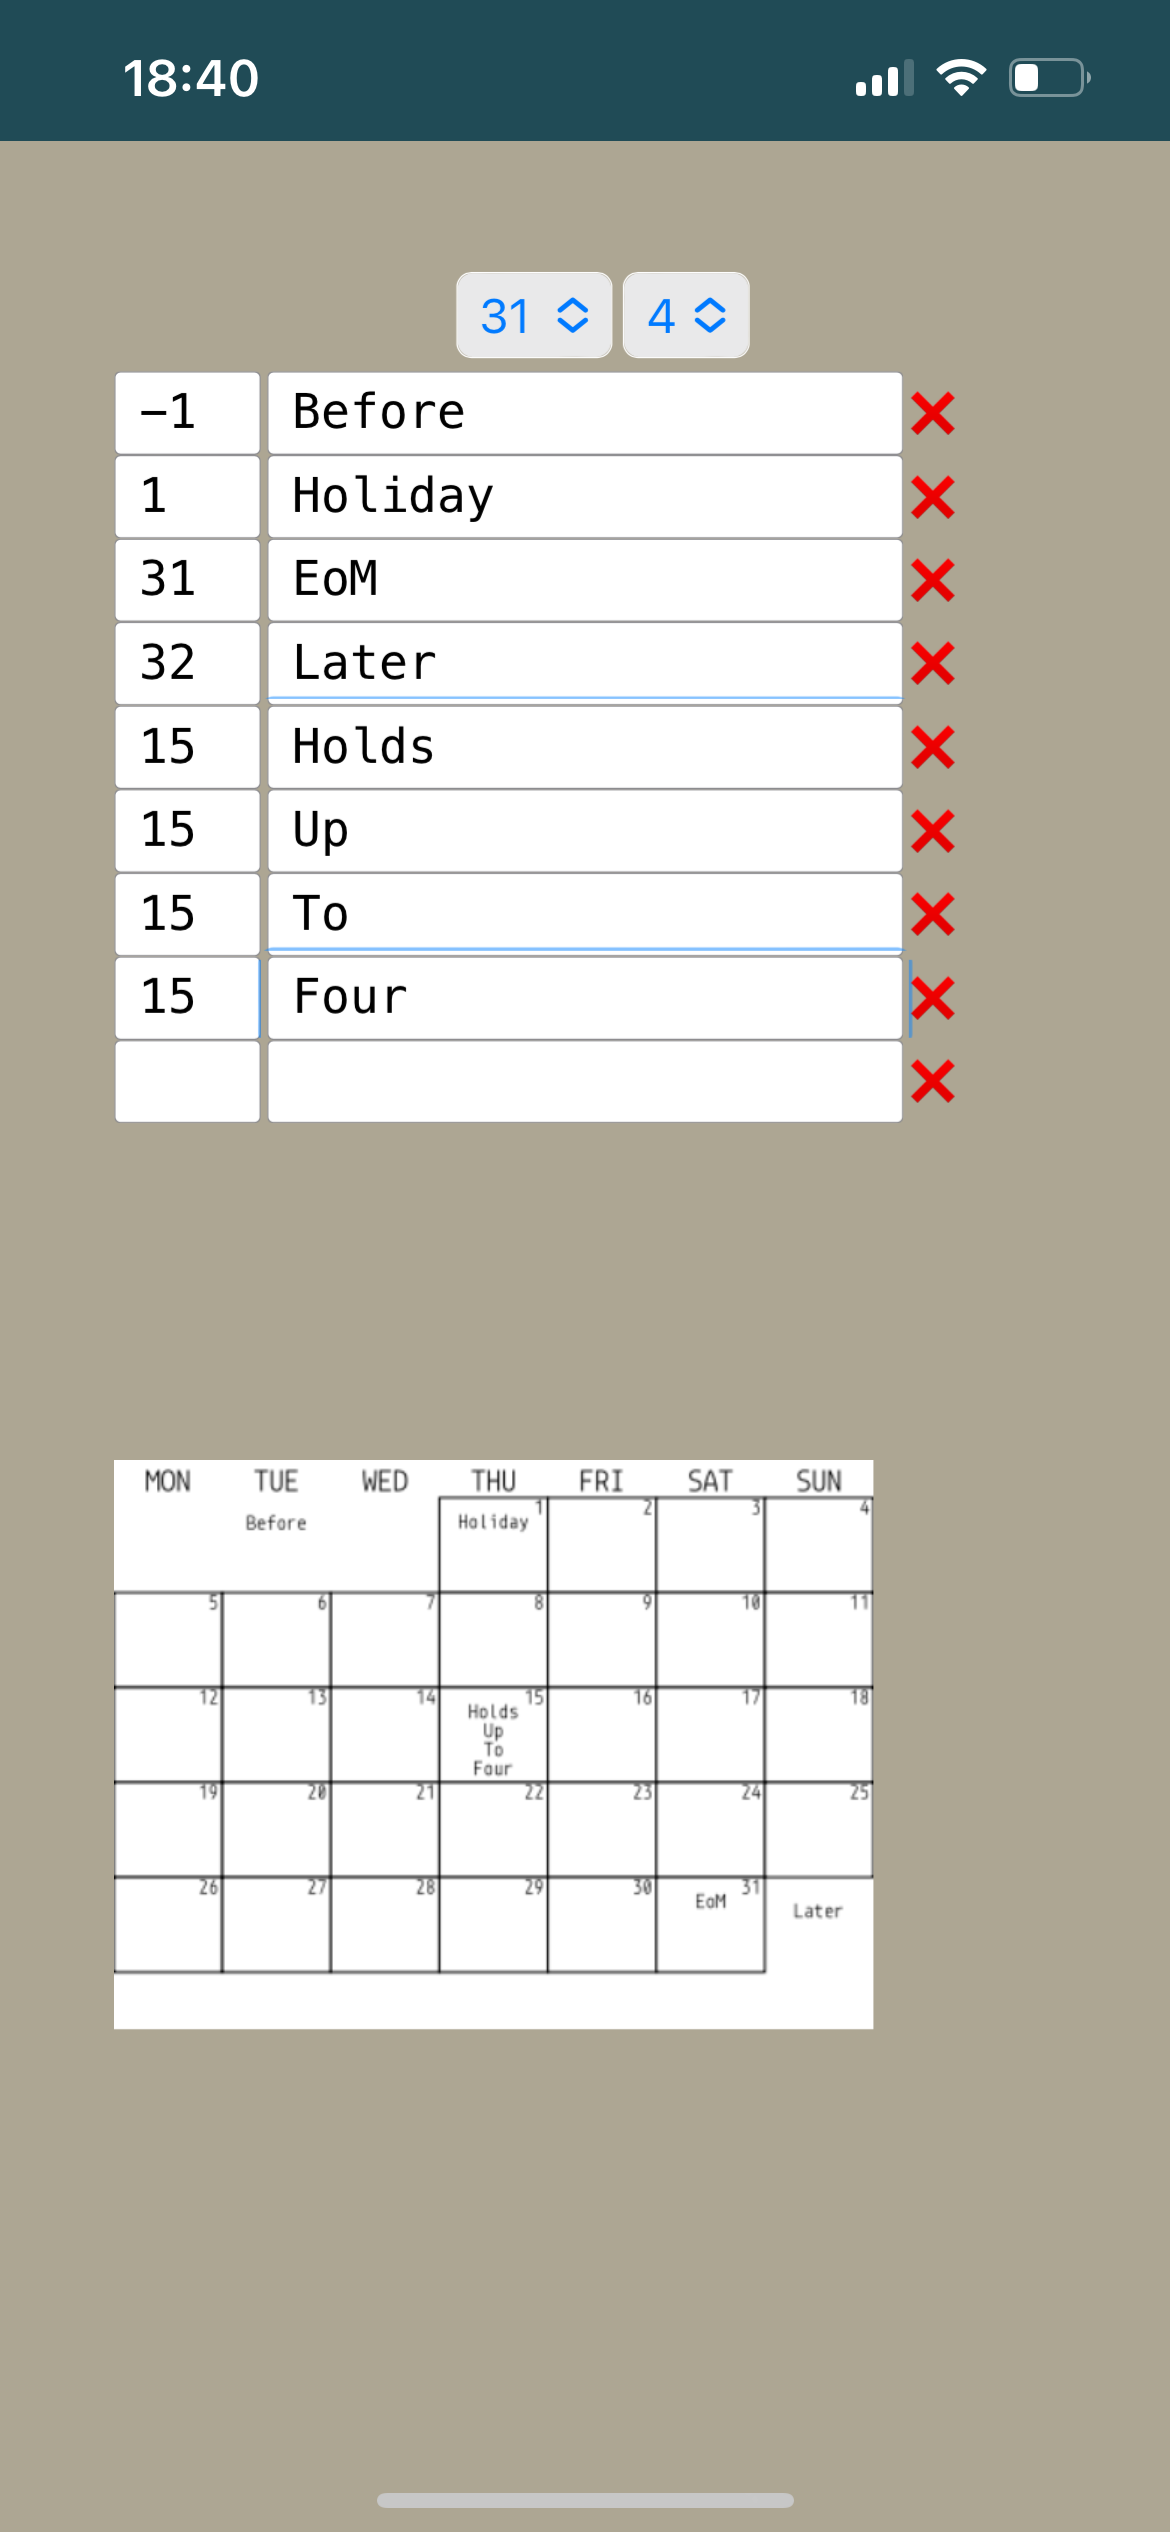 18:40
31 4
−1 Before
1 Holiday
31 EoM
32 Later
15 Holds
15 Up
15 To
15 Four
MON TUE WED THU FRI SAT SUN
1 2 3 4
Before Holiday
5 6 7 8 9 10 11
12 13 14 15 16 17 18
Holds
Up
To
Four
19 20 21 22 23 24 25
26 27 28 29 30 31
EoM Later